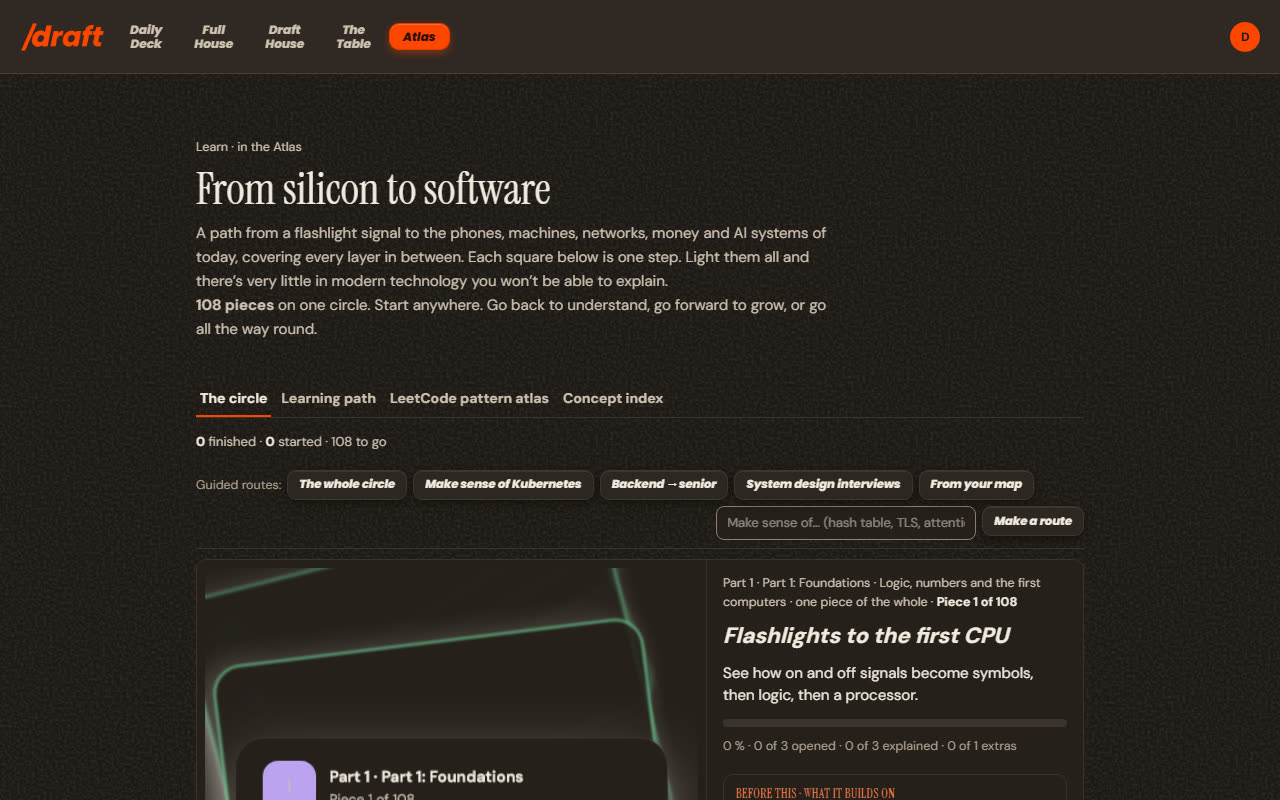 /draft
Daily Deck
Full House
Draft House
The Table
Atlas
D
Learn · in the Atlas
From silicon to software
A path from a flashlight signal to the phones, machines, networks, money and AI systems of
today, covering every layer in between. Each square below is one step. Light them all and
there's very little in modern technology you won't be able to explain.
108 pieces on one circle. Start anywhere. Go back to understand, go forward to grow, or go
all the way round.
The circle
Learning path
LeetCode pattern atlas
Concept index
0 finished · 0 started · 108 to go
Guided routes:
The whole circle
Make sense of Kubernetes
Backend → senior
System design interviews
From your map
Make sense of... (hash table, TLS, attenti
Make a route
Part 1 · Part 1: Foundations
Piece 1 of 108
Part 1 · Part 1: Foundations · Logic, numbers and the first
computers · one piece of the whole · Piece 1 of 108
Flashlights to the first CPU
See how on and off signals become symbols,
then logic, then a processor.
0 % · 0 of 3 opened · 0 of 3 explained · 0 of 1 extras
BEFORE THIS · WHAT IT BUILDS ON